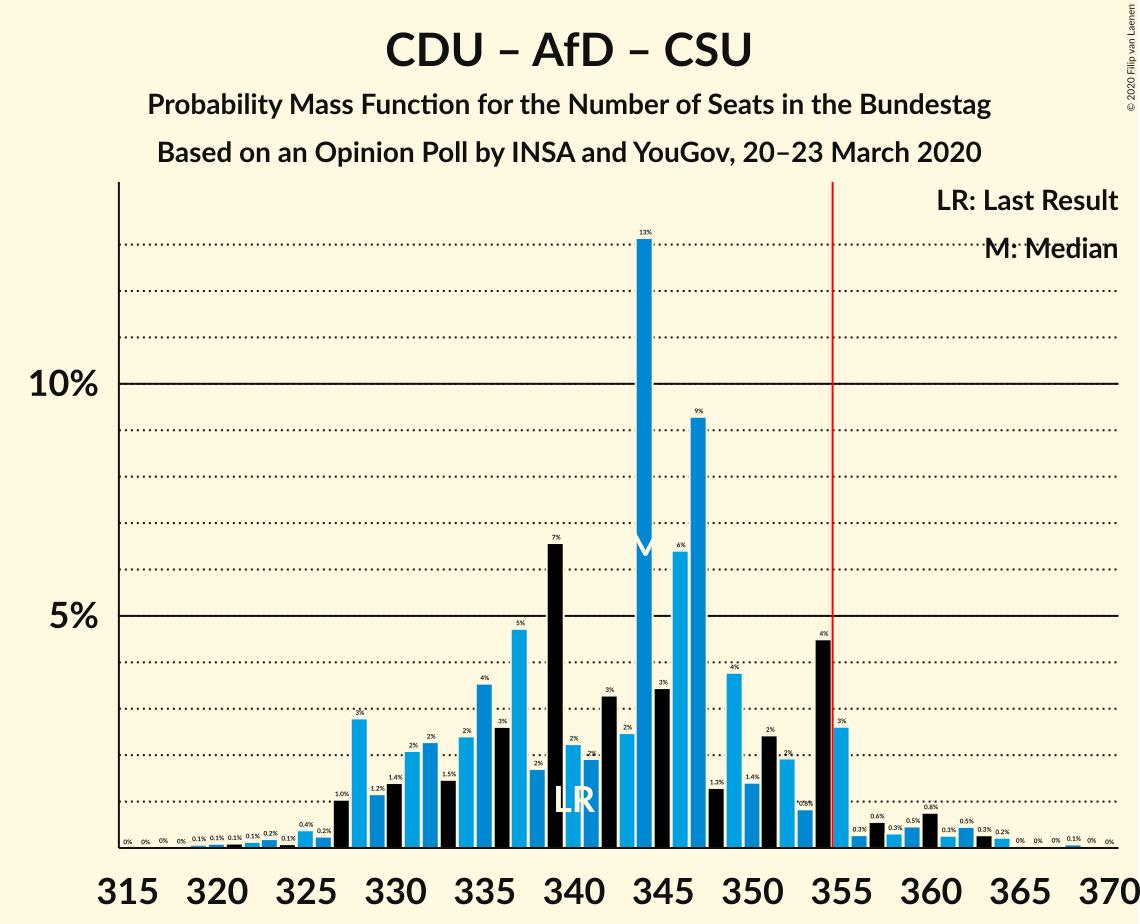 CDU – AfD – CSU
Probability Mass Function for the Number of Seats in the Bundestag
Based on an Opinion Poll by INSA and YouGov, 20–23 March 2020
© 2020 Filip van Laenen
LR: Last Result
M: Median
10%
5%
0% 0% 0% 0% 0.1% 0.1% 0.1% 0.1% 0.2% 0.1% 0.4% 0.2% 1.0% 3% 1.2% 1.4% 2% 2% 1.5% 2% 4% 3% 5% 2% 7% 2% 2% 3% 2% 13% 3% 6% 9% 1.3% 4% 1.4% 2% 2% 0.8% 4% 3% 0.3% 0.6% 0.3% 0.5% 0.8% 0.3% 0.5% 0.3% 0.2% 0% 0% 0% 0.1% 0% 0%
LR
M
315 320 325 330 335 340 345 350 355 360 365 370